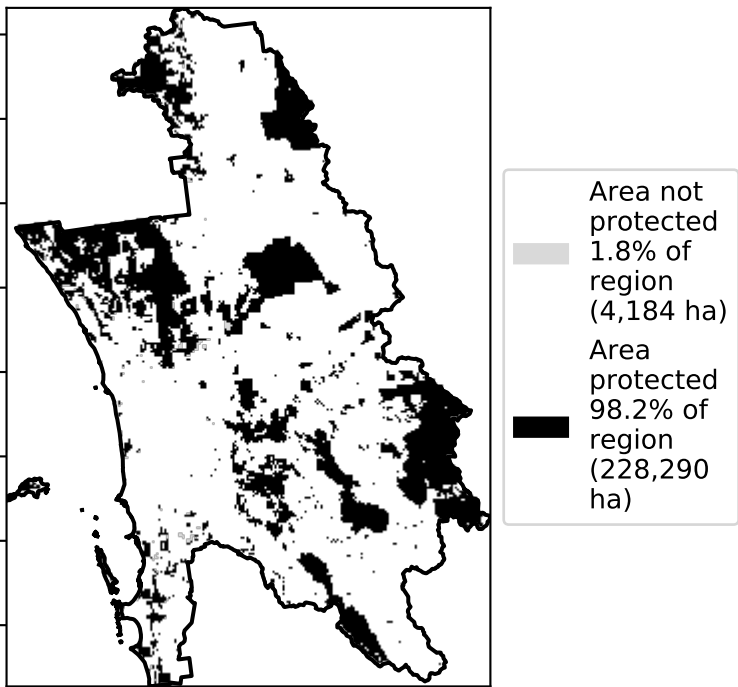 Area not
protected
1.8% of
region
(4,184 ha)
Area
protected
98.2% of
region
(228,290
ha)